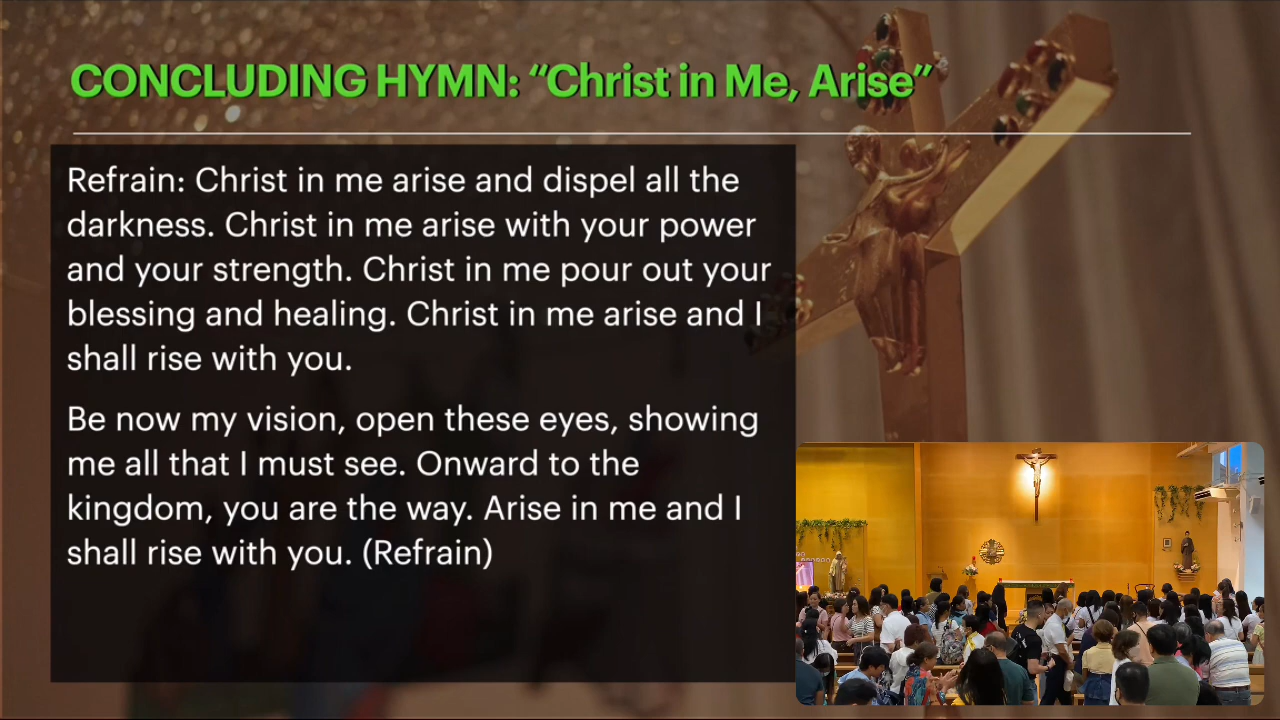 CONCLUDING HYMN: “Christ in Me, Arise”
Refrain: Christ in me arise and dispel all the
darkness. Christ in me arise with your power
and your strength. Christ in me pour out your
blessing and healing. Christ in me arise and I
shall rise with you.
Be now my vision, open these eyes, showing
me all that I must see. Onward to the
kingdom, you are the way. Arise in me and I
shall rise with you. (Refrain)